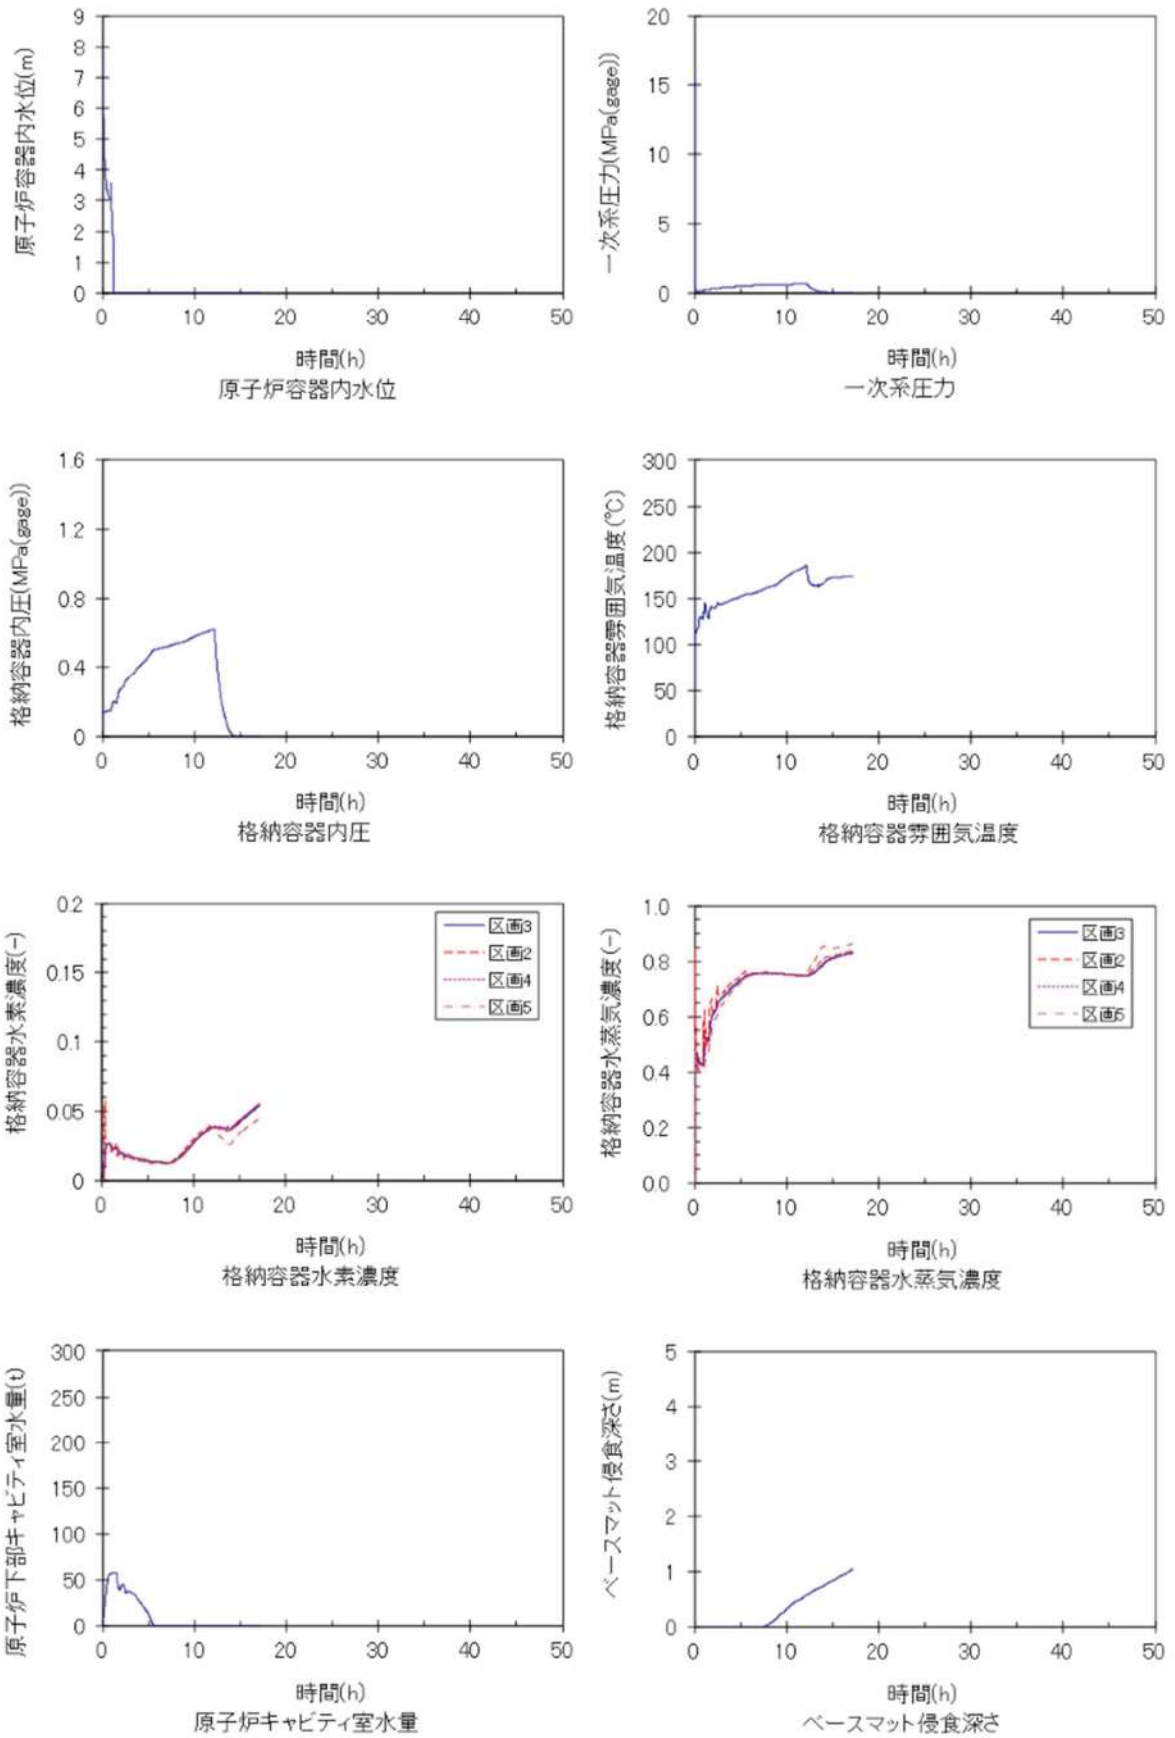 原子炉容器内水位(m)
9
8
7
6
5
4
3
2
1
0
0 10 20 30 40 50
時間(h)
原子炉容器内水位
一次系圧力(MPa(gage))
20
15
10
5
0
0 10 20 30 40 50
時間(h)
一次系圧力
格納容器内圧(MPa(gage))
1.6
1.2
0.8
0.4
0
0 10 20 30 40 50
時間(h)
格納容器内圧
格納容器雰囲気温度(℃)
300
250
200
150
100
50
0
0 10 20 30 40 50
時間(h)
格納容器雰囲気温度
格納容器水素濃度(-)
0.2
0.15
0.1
0.05
0
区画3
区画2
区画4
区画5
0 10 20 30 40 50
時間(h)
格納容器水素濃度
格納容器水蒸気濃度(-)
1.0
0.8
0.6
0.4
0.2
0.0
区画3
区画2
区画4
区画5
0 10 20 30 40 50
時間(h)
格納容器水蒸気濃度
原子炉下部キャビティ室水量(t)
300
250
200
150
100
50
0
0 10 20 30 40 50
時間(h)
原子炉キャビティ室水量
ベースマット侵食深さ(m)
5
4
3
2
1
0
0 10 20 30 40 50
時間(h)
ベースマット侵食深さ